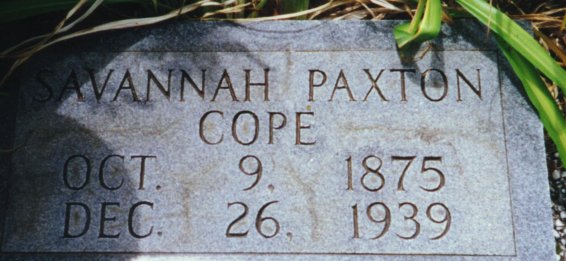 SAVANNAH PAXTON
COPE
OCT. 9, 1875
DEC. 26, 1939